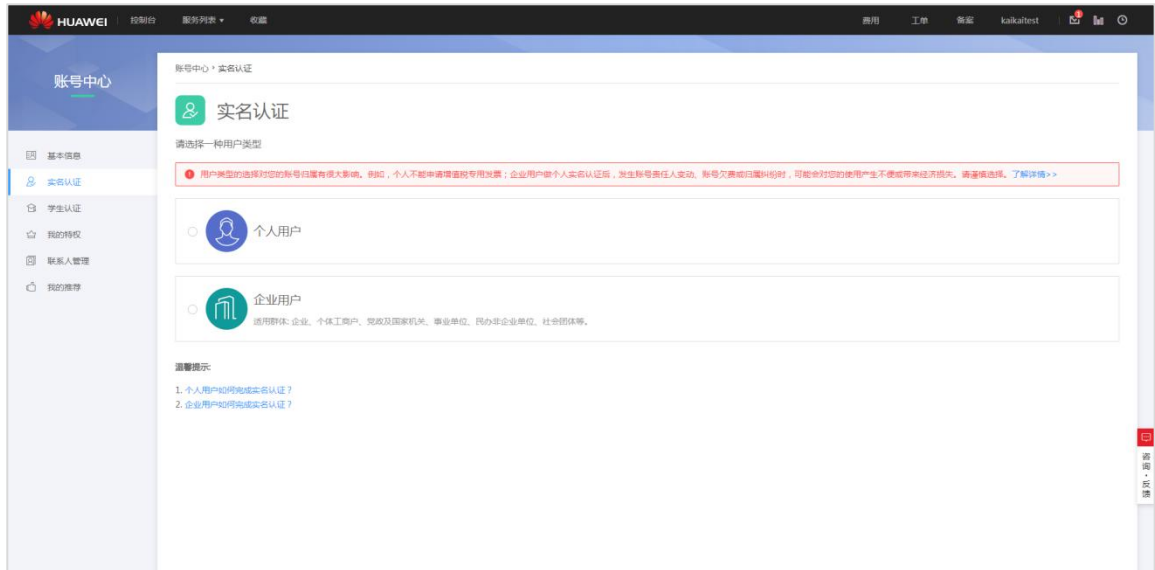 HUAWEI 控制台 服务列表 收藏 费用 工单 备案 kaikaitest 1
账号中心
基本信息
实名认证
学生认证
我的特权
联系人管理
我的推荐
账号中心 › 实名认证
实名认证
请选择一种用户类型
用户类型的选择对您的账号归属有很大影响。例如，个人不能申请增值税专用发票；企业用户做个人实名认证后，发生账号责任人变动、账号欠费或归属纠纷时，可能会对您的使用产生不便或带来经济损失。请谨慎选择。了解详情>>
个人用户
企业用户
适用群体: 企业、个体工商户、党政及国家机关、事业单位、民办非企业单位、社会团体等。
温馨提示:
1. 个人用户如何完成实名认证？
2. 企业用户如何完成实名认证？
咨询·反馈